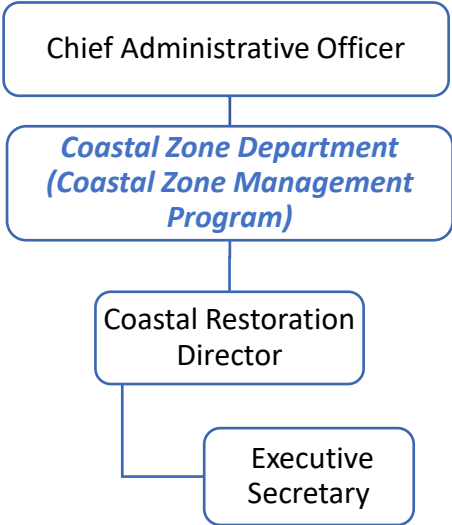 Chief Administrative Officer
Coastal Zone Department
(Coastal Zone Management
Program)
Coastal Restoration
Director
Executive
Secretary